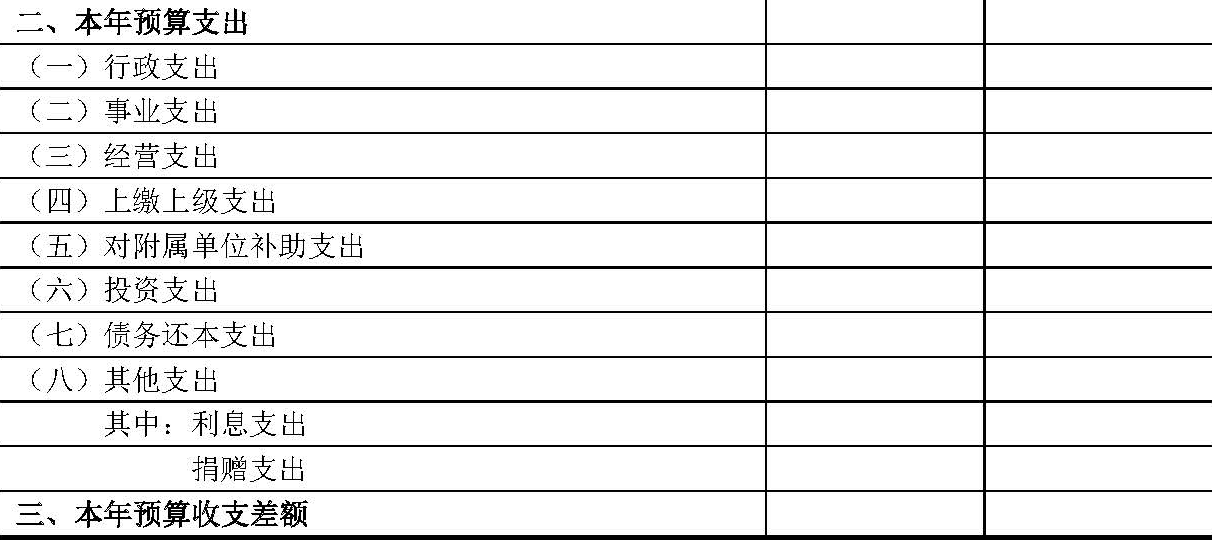 二、本年预算支出
（一）行政支出
（二）事业支出
（三）经营支出
（四）上缴上级支出
（五）对附属单位补助支出
（六）投资支出
（七）债务还本支出
（八）其他支出
其中：利息支出
捐赠支出
三、本年预算收支差额